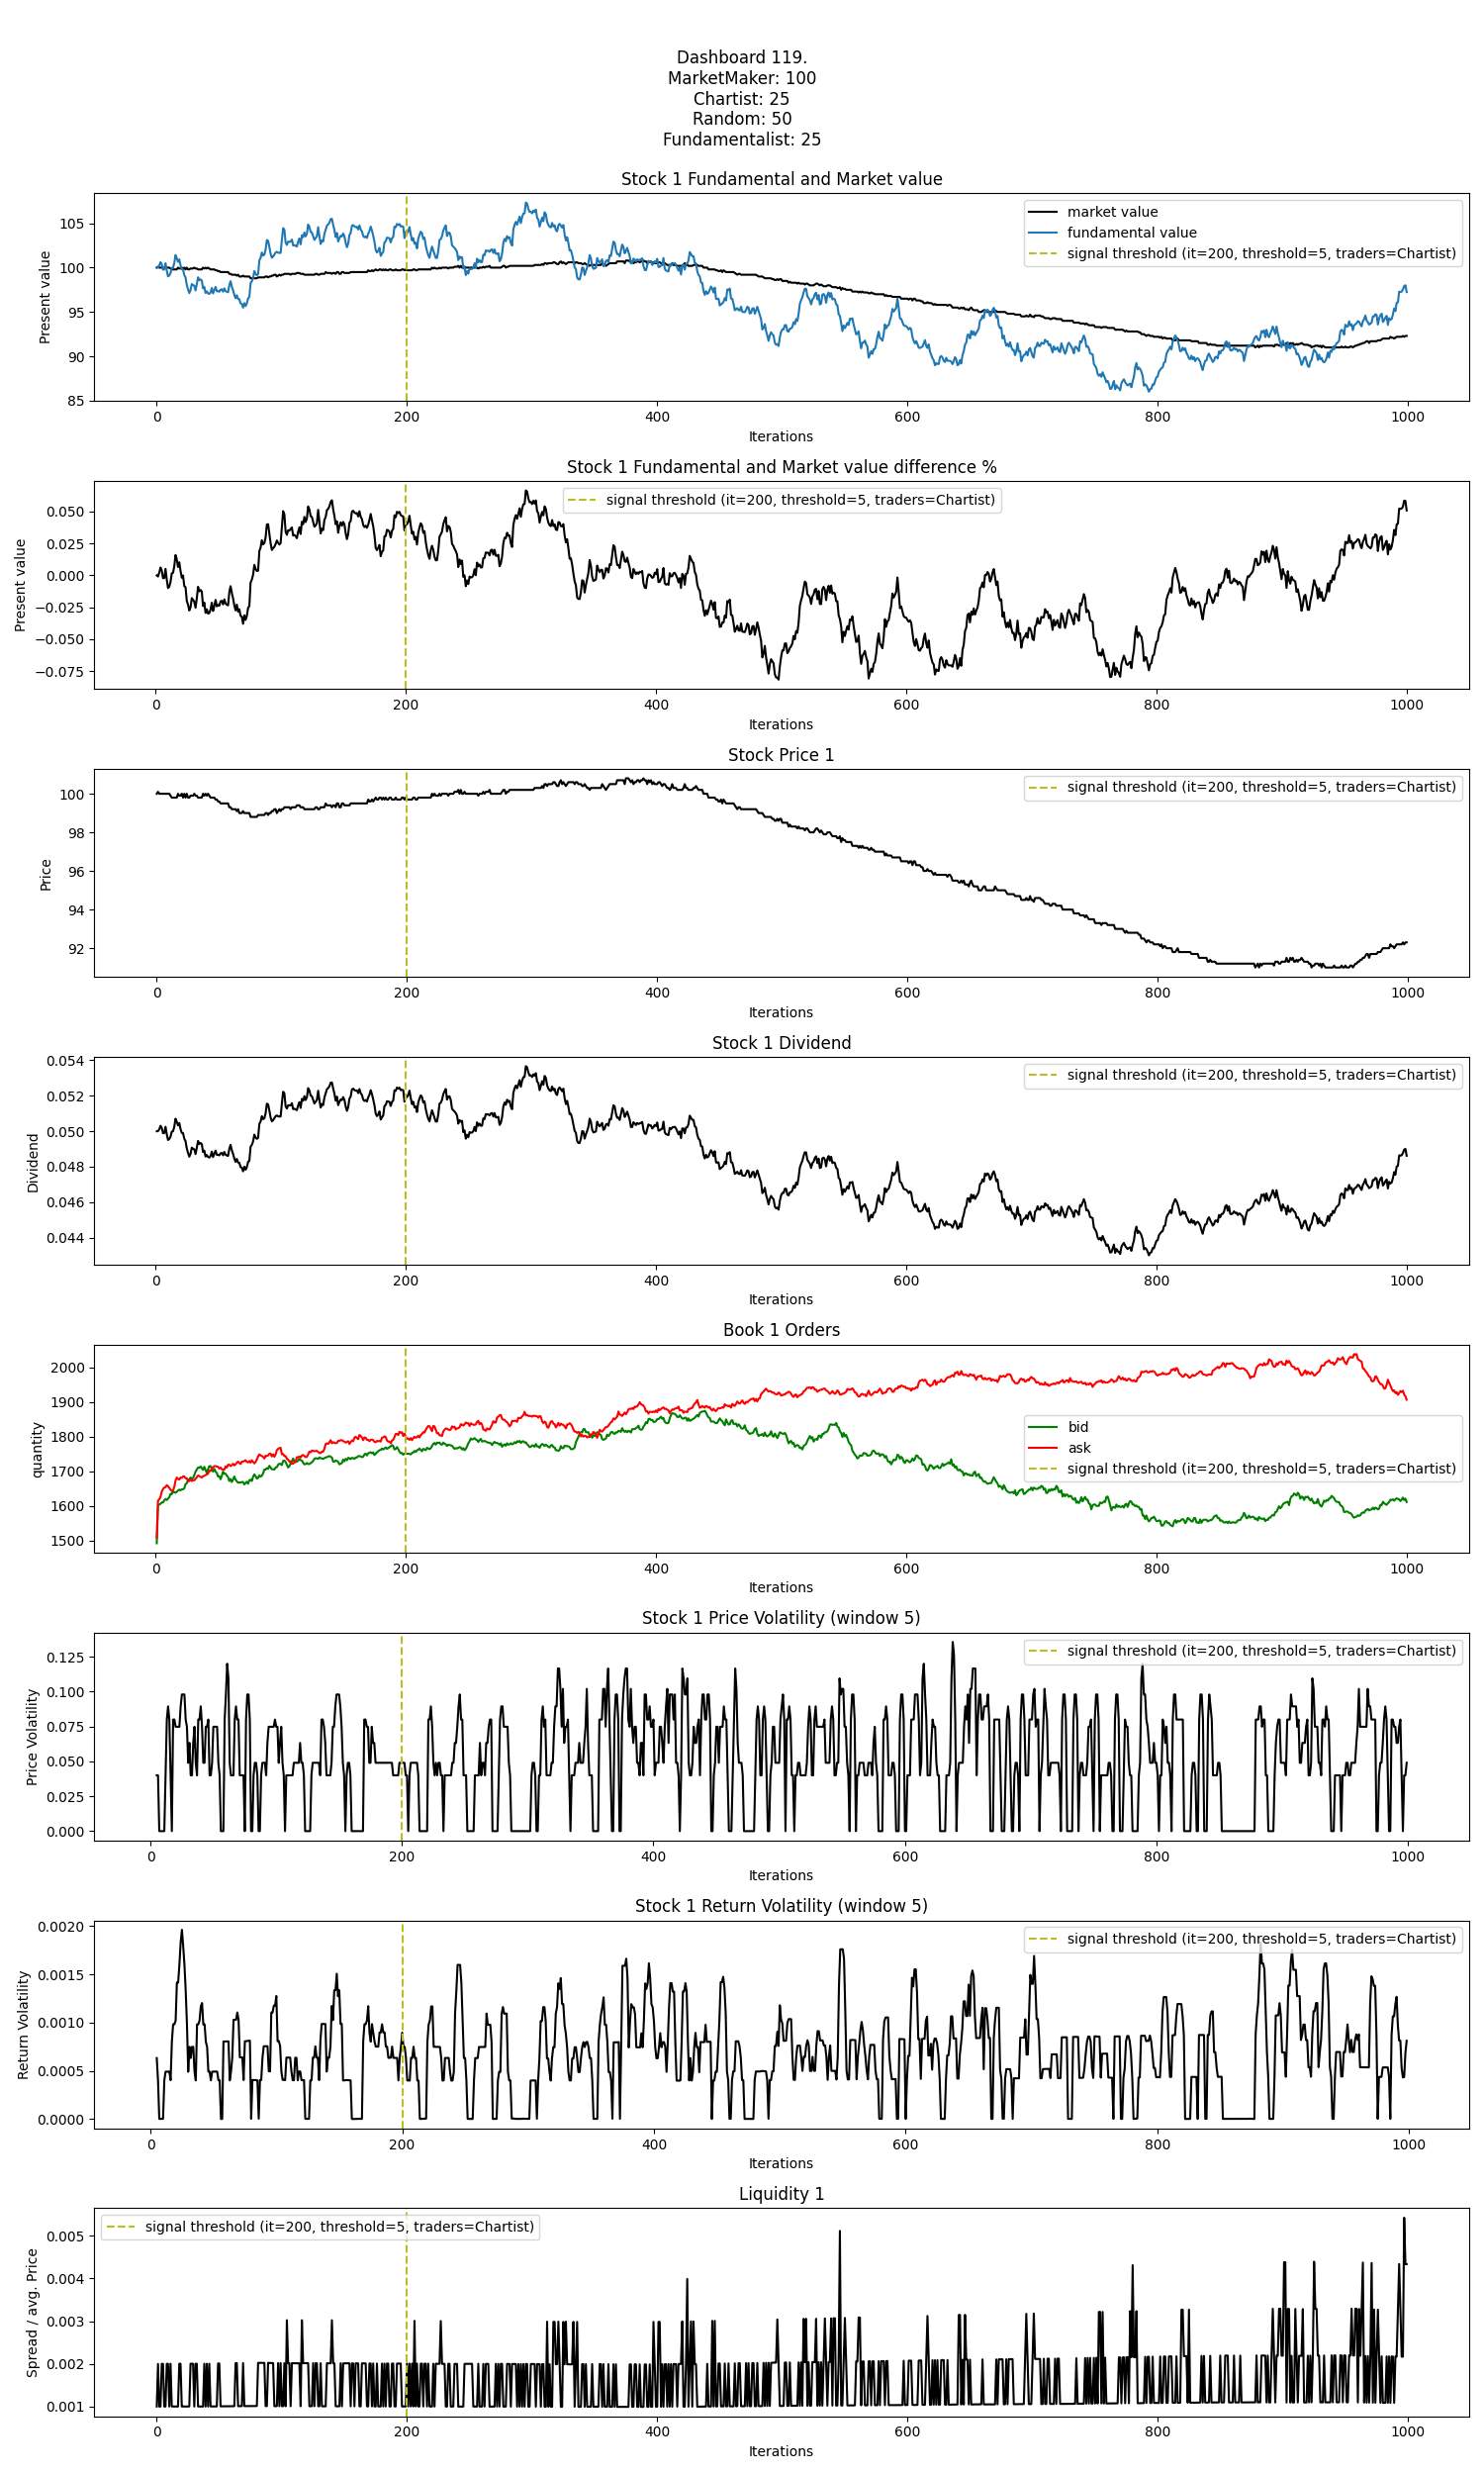 Dashboard 119.
MarketMaker: 100
Chartist: 25
Random: 50
Fundamentalist: 25
Stock 1 Fundamental and Market value
Present value
105
100
95
90
85
market value
fundamental value
signal threshold (it=200, threshold=5, traders=Chartist)
0 200 400 600 800 1000
Iterations
Stock 1 Fundamental and Market value difference %
Present value
0.050
0.025
0.000
−0.025
−0.050
−0.075
signal threshold (it=200, threshold=5, traders=Chartist)
0 200 400 600 800 1000
Iterations
Stock Price 1
Price
100
98
96
94
92
signal threshold (it=200, threshold=5, traders=Chartist)
0 200 400 600 800 1000
Iterations
Stock 1 Dividend
Dividend
0.054
0.052
0.050
0.048
0.046
0.044
signal threshold (it=200, threshold=5, traders=Chartist)
0 200 400 600 800 1000
Iterations
Book 1 Orders
quantity
2000
1900
1800
1700
1600
1500
bid
ask
signal threshold (it=200, threshold=5, traders=Chartist)
0 200 400 600 800 1000
Iterations
Stock 1 Price Volatility (window 5)
Price Volatility
0.125
0.100
0.075
0.050
0.025
0.000
signal threshold (it=200, threshold=5, traders=Chartist)
0 200 400 600 800 1000
Iterations
Stock 1 Return Volatility (window 5)
Return Volatility
0.0020
0.0015
0.0010
0.0005
0.0000
signal threshold (it=200, threshold=5, traders=Chartist)
0 200 400 600 800 1000
Iterations
Liquidity 1
Spread / avg. Price
0.005
0.004
0.003
0.002
0.001
signal threshold (it=200, threshold=5, traders=Chartist)
0 200 400 600 800 1000
Iterations